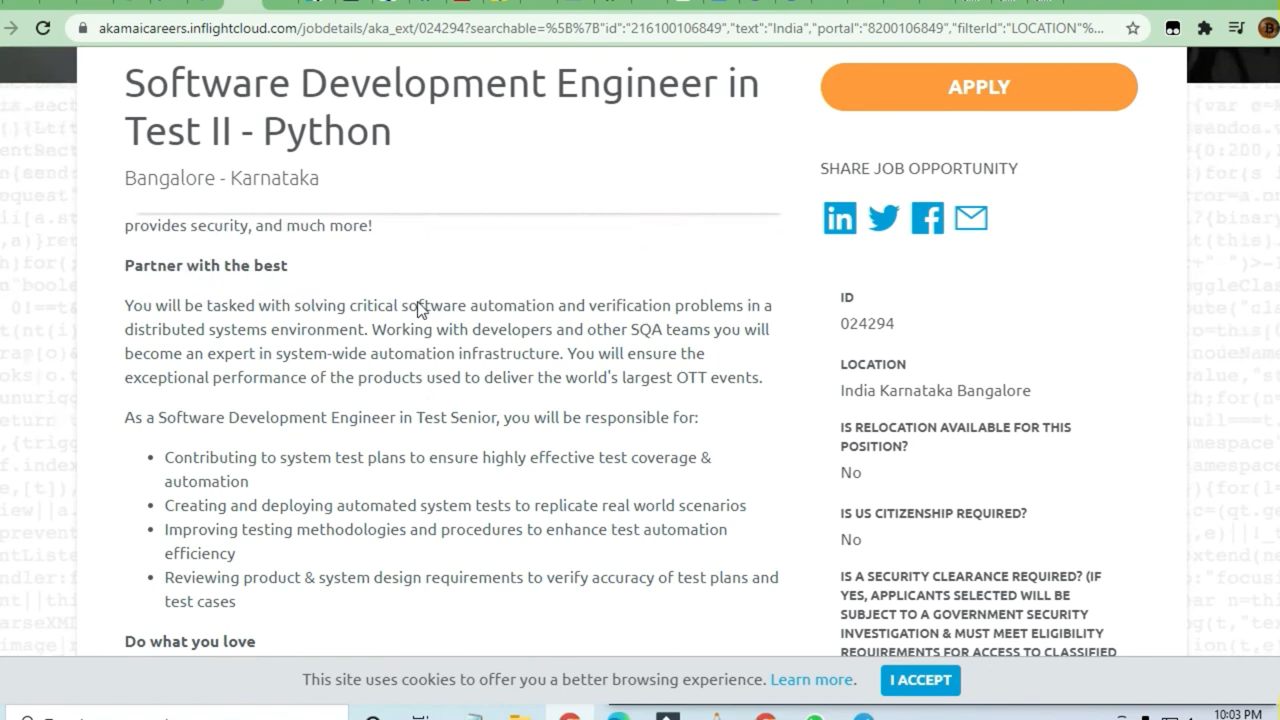 akamaicareers.inflightcloud.com/jobdetails/aka_ext/024294?searchable=%5B%7B"id":"216100106849","text":"India","portal":"8200106849","filterId":"LOCATION"%...
Software Development Engineer in
Test II - Python
Bangalore - Karnataka
provides security, and much more!
Partner with the best
You will be tasked with solving critical software automation and verification problems in a
distributed systems environment. Working with developers and other SQA teams you will
become an expert in system-wide automation infrastructure. You will ensure the
exceptional performance of the products used to deliver the world's largest OTT events.
As a Software Development Engineer in Test Senior, you will be responsible for:
• Contributing to system test plans to ensure highly effective test coverage &
automation
• Creating and deploying automated system tests to replicate real world scenarios
• Improving testing methodologies and procedures to enhance test automation
efficiency
• Reviewing product & system design requirements to verify accuracy of test plans and
test cases
Do what you love
APPLY
SHARE JOB OPPORTUNITY
in
ID
024294
LOCATION
India Karnataka Bangalore
IS RELOCATION AVAILABLE FOR THIS
POSITION?
No
IS US CITIZENSHIP REQUIRED?
No
IS A SECURITY CLEARANCE REQUIRED? (IF
YES, APPLICANTS SELECTED WILL BE
SUBJECT TO A GOVERNMENT SECURITY
INVESTIGATION & MUST MEET ELIGIBILITY
REQUIREMENTS FOR ACCESS TO CLASSIFIED
This site uses cookies to offer you a better browsing experience. Learn more.
I ACCEPT
10:03 PM